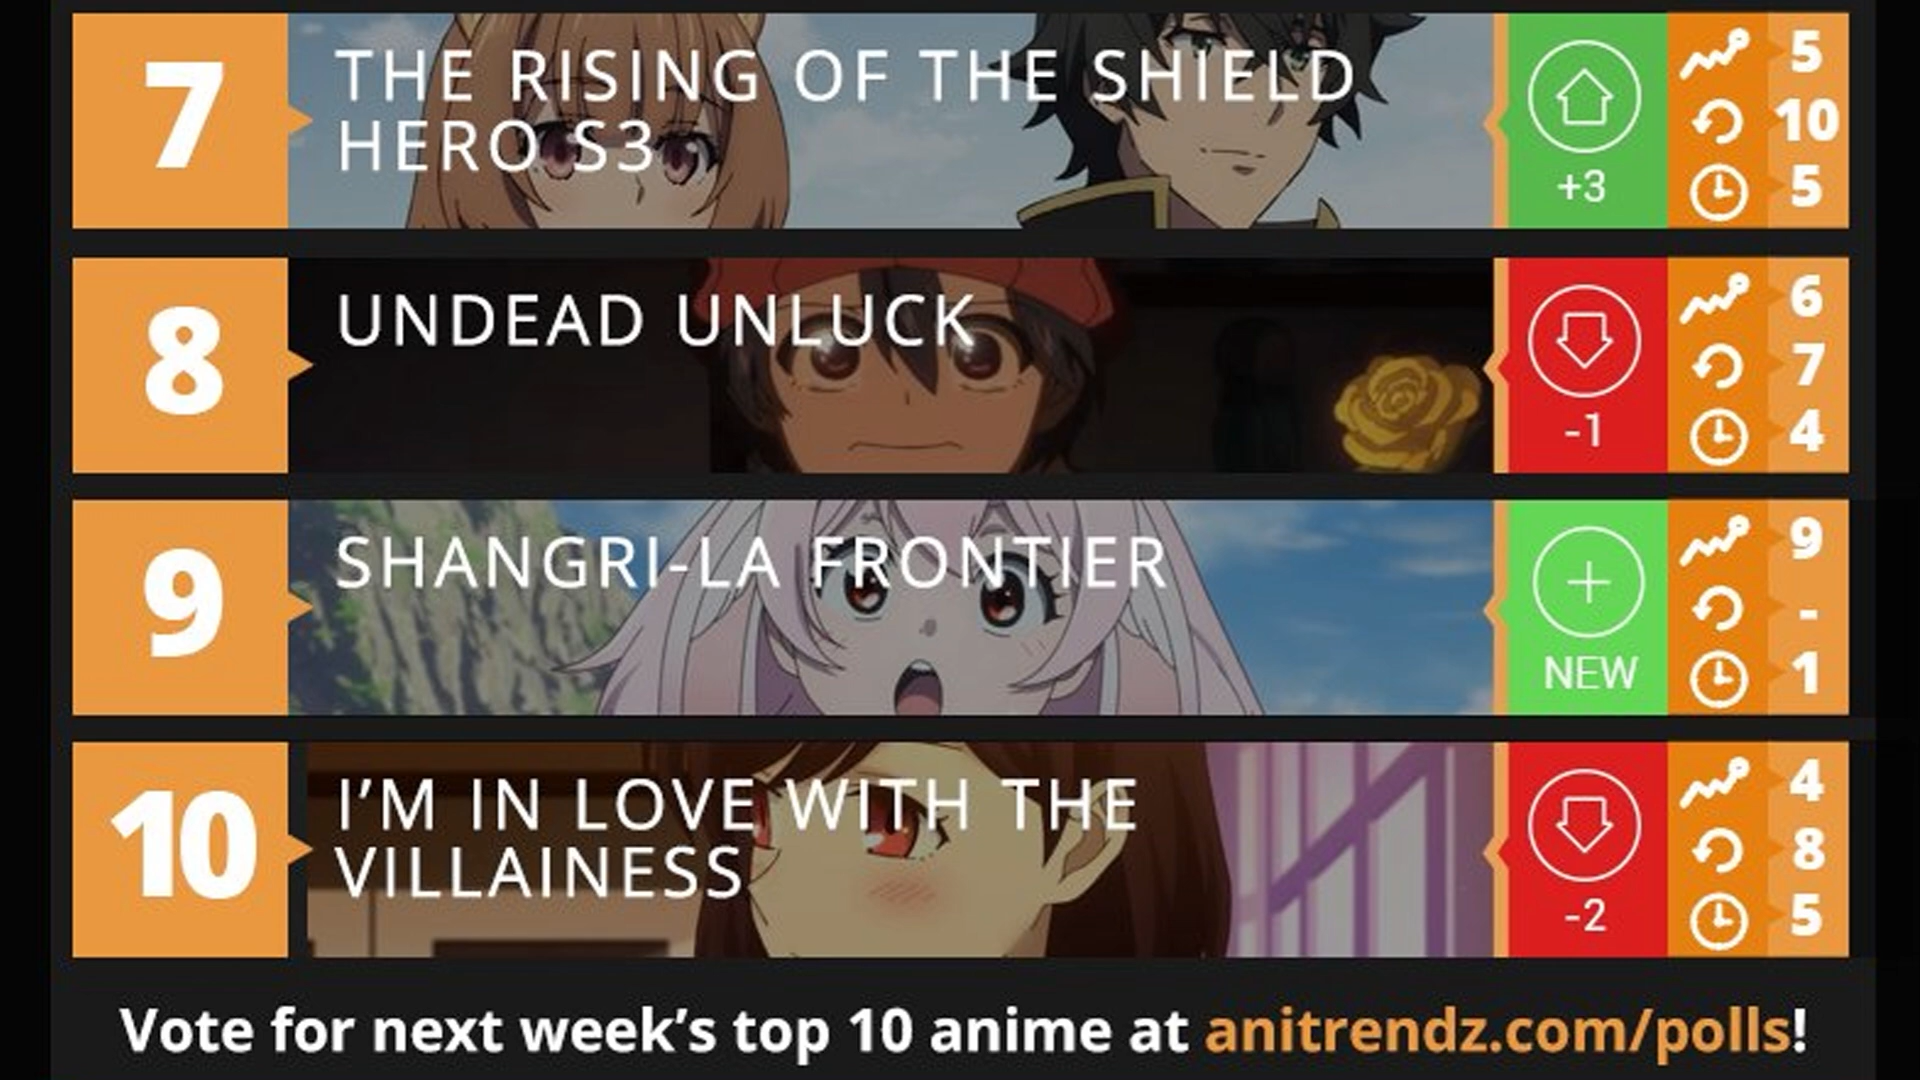 7
THE RISING OF THE SHIELD
HERO S3
+3
5
10
5
8
UNDEAD UNLUCK
-1
6
7
4
9
SHANGRI-LA FRONTIER
NEW
9
-
1
10
I’M IN LOVE WITH THE
VILLAINESS
-2
4
8
5
Vote for next week’s top 10 anime at anitrendz.com/polls!